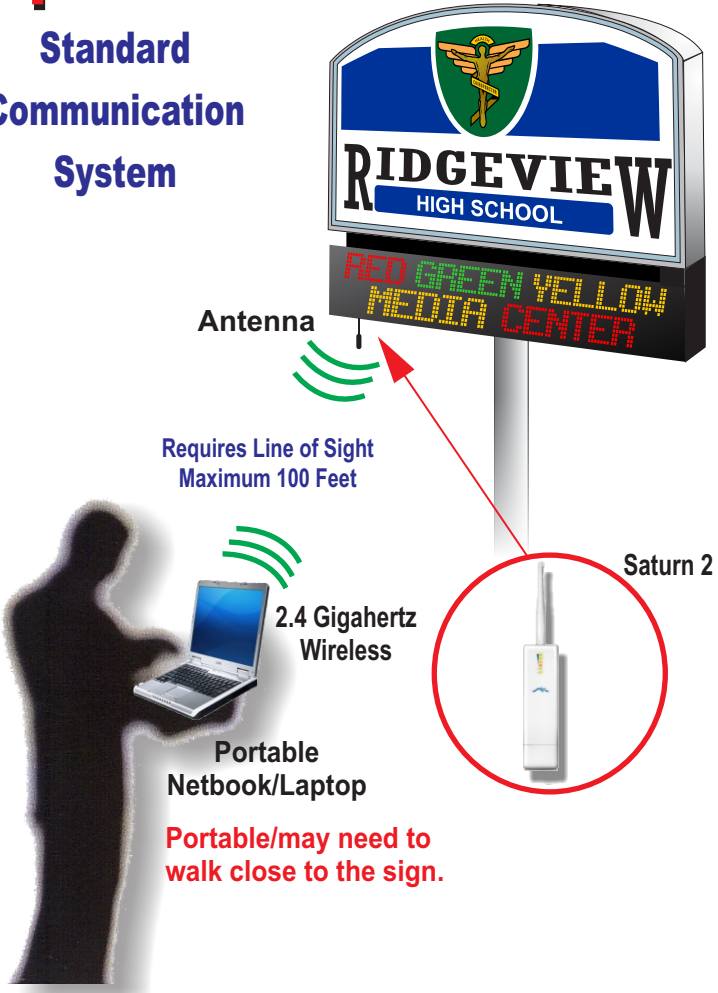 Standard
Communication
System
RIDGEVIEW
HIGH SCHOOL
RED GREEN YELLOW
MEDIA CENTER
Antenna
Requires Line of Sight
Maximum 100 Feet
Saturn 2
2.4 Gigahertz
Wireless
Portable
Netbook/Laptop
Portable/may need to
walk close to the sign.